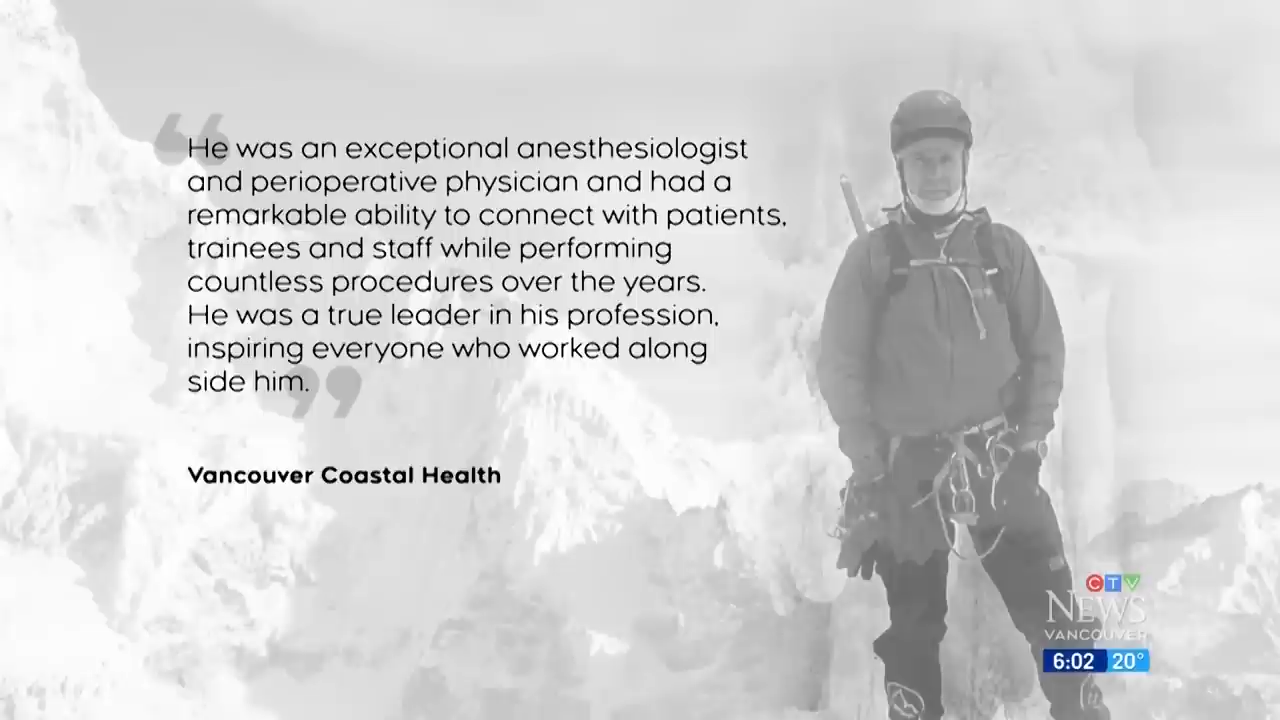 “He was an exceptional anesthesiologist
and perioperative physician and had a
remarkable ability to connect with patients,
trainees and staff while performing
countless procedures over the years.
He was a true leader in his profession,
inspiring everyone who worked along
side him.”
Vancouver Coastal Health
CTV
NEWS
VANCOUVER
6:02 20°